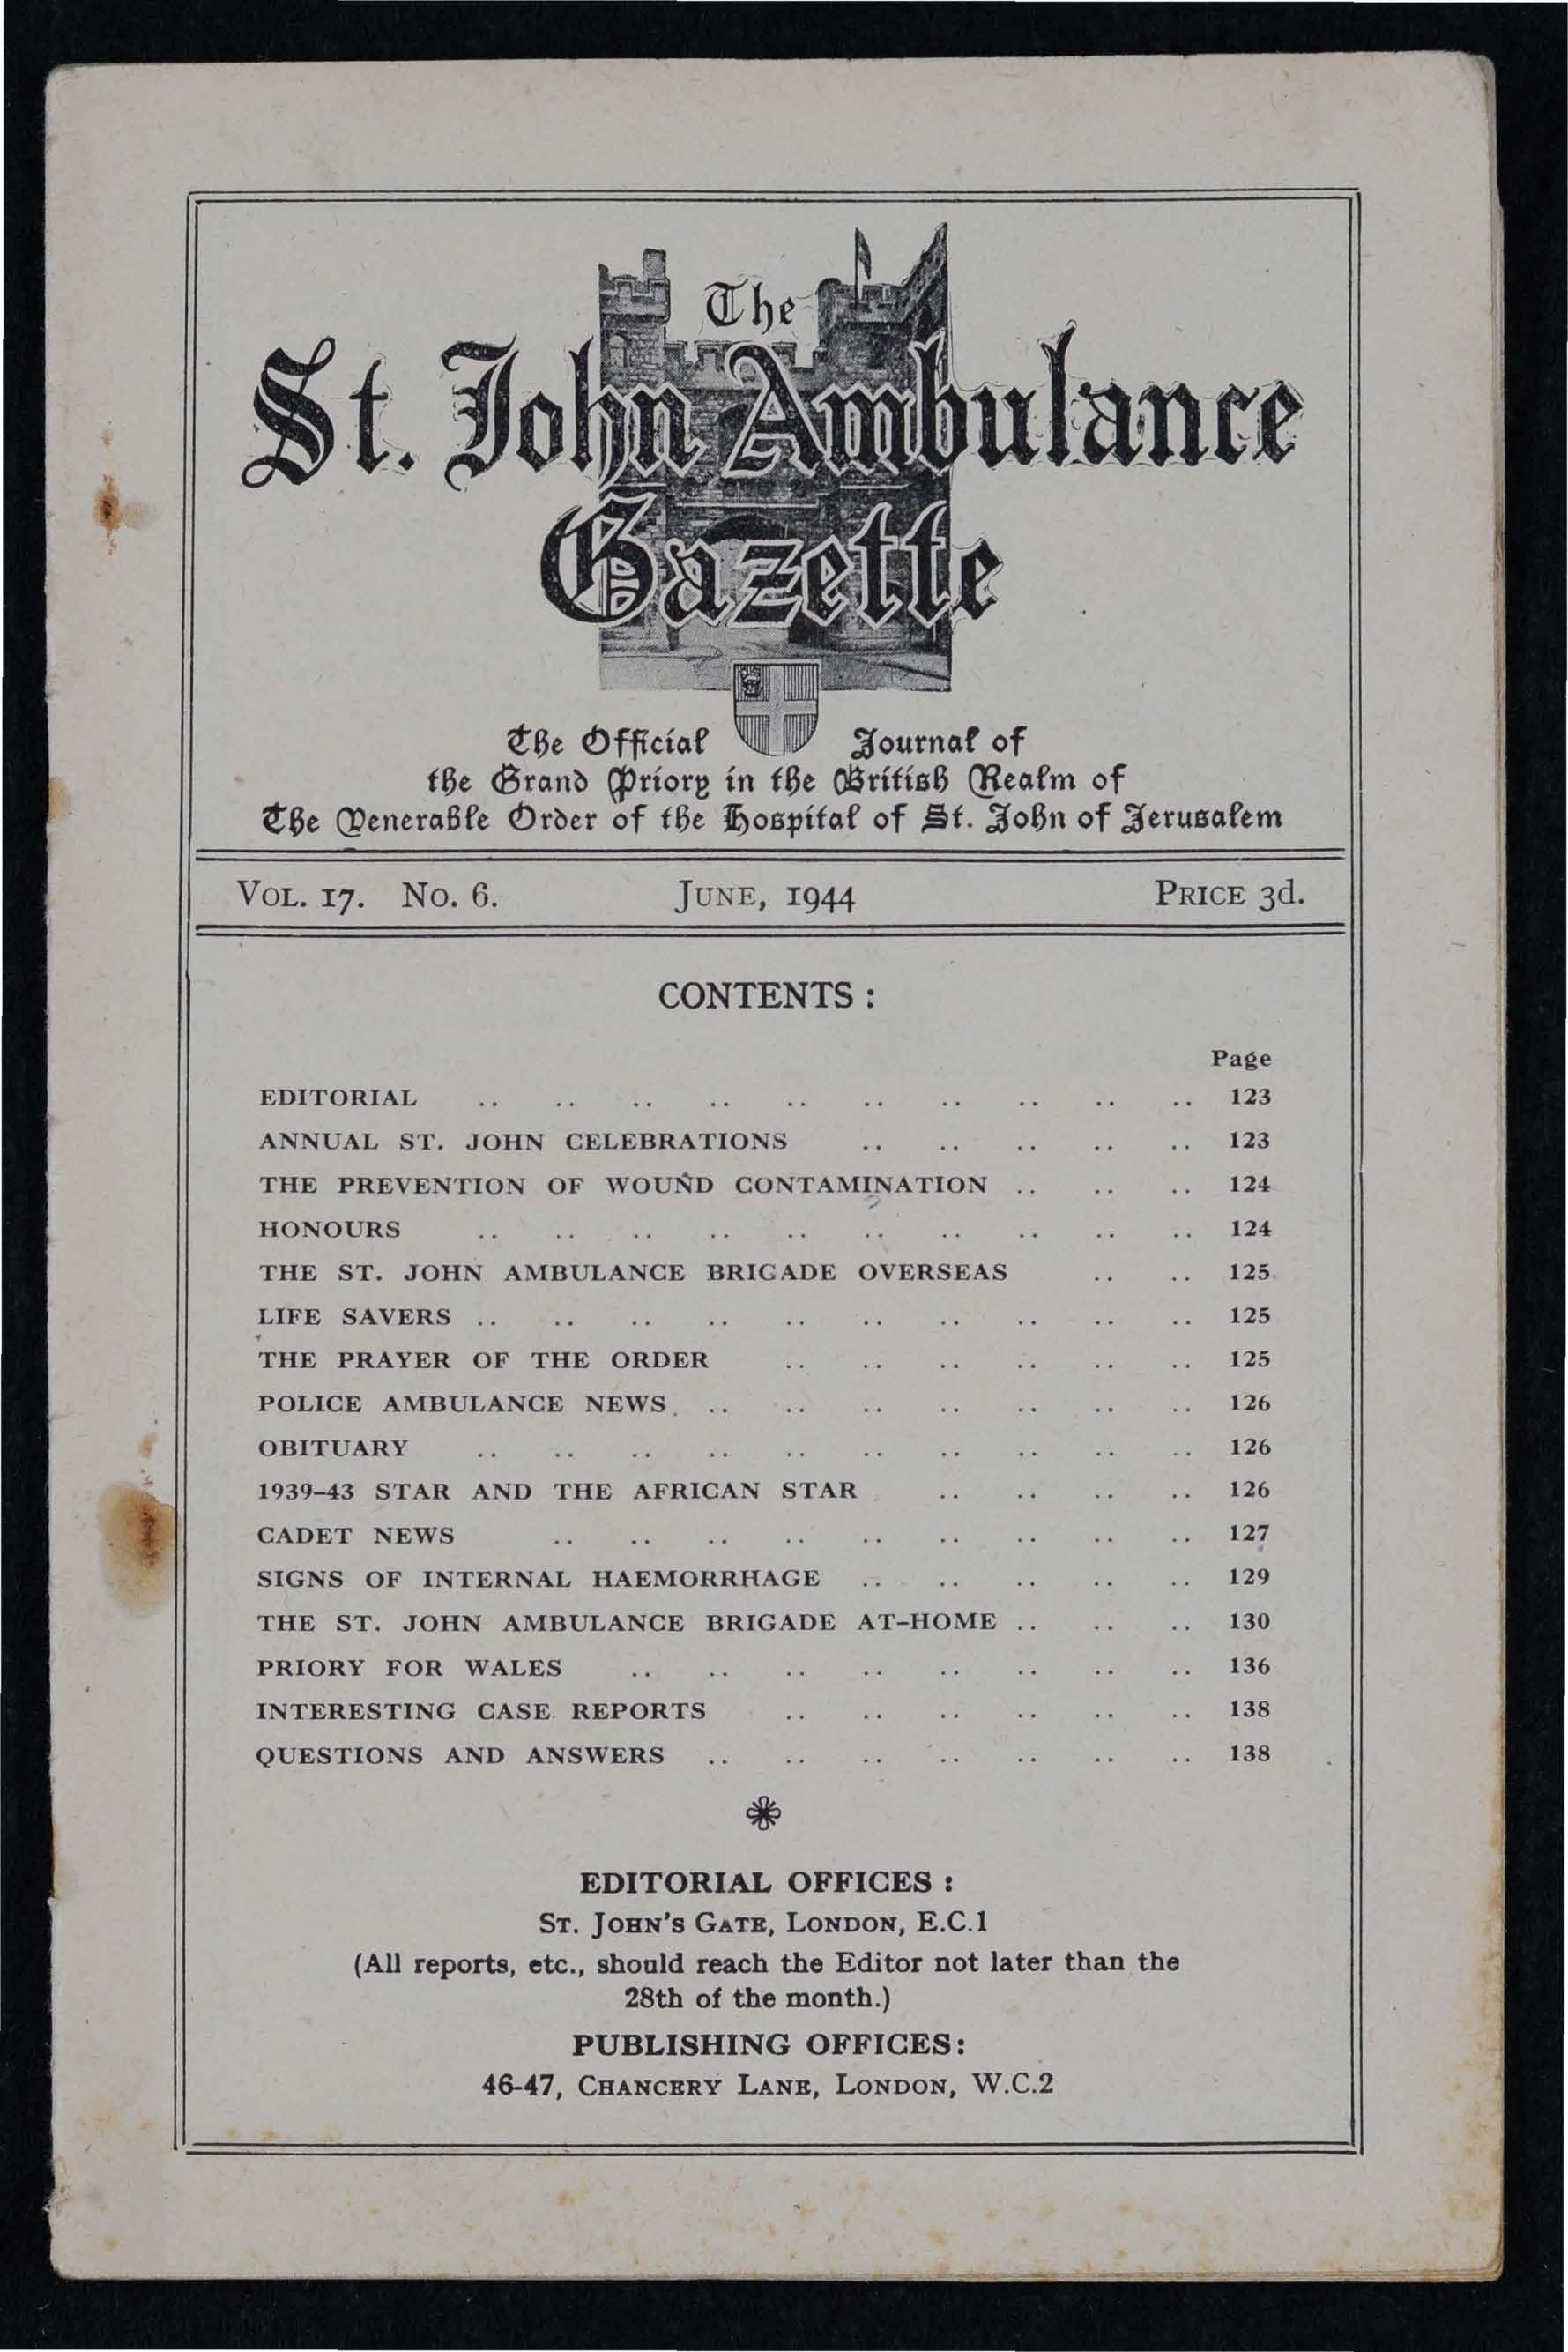 The
St. John Ambulance
Gazette
The Official Journal of
the Grand Priory in the British Realm of
The Venerable Order of the Hospital of St. John of Jerusalem
VOL. 17. NO. 6. JUNE, 1944 PRICE 3d.
CONTENTS :
Page
EDITORIAL .. .. .. .. .. .. .. .. .. .. 123
ANNUAL ST. JOHN CELEBRATIONS .. .. .. .. .. 123
THE PREVENTION OF WOUND CONTAMINATION .. .. .. 124
HONOURS .. .. .. .. .. .. .. .. .. .. 124
THE ST. JOHN AMBULANCE BRIGADE OVERSEAS .. .. 125
LIFE SAVERS .. .. .. .. .. .. .. .. .. .. 125
THE PRAYER OF THE ORDER .. .. .. .. .. .. 125
POLICE AMBULANCE NEWS .. .. .. .. .. .. .. 126
OBITUARY .. .. .. .. .. .. .. .. .. .. 126
1939–43 STAR AND THE AFRICAN STAR .. .. .. .. 126
CADET NEWS .. .. .. .. .. .. .. .. .. 127
SIGNS OF INTERNAL HAEMORRHAGE .. .. .. .. .. 129
THE ST. JOHN AMBULANCE BRIGADE AT-HOME .. .. .. 130
PRIORY FOR WALES .. .. .. .. .. .. .. .. 136
INTERESTING CASE REPORTS .. .. .. .. .. .. 138
QUESTIONS AND ANSWERS .. .. .. .. .. .. .. 138
EDITORIAL OFFICES :
ST. JOHN'S GATE, LONDON, E.C.1
(All reports, etc., should reach the Editor not later than the
28th of the month.)
PUBLISHING OFFICES:
46-47, CHANCERY LANE, LONDON, W.C.2